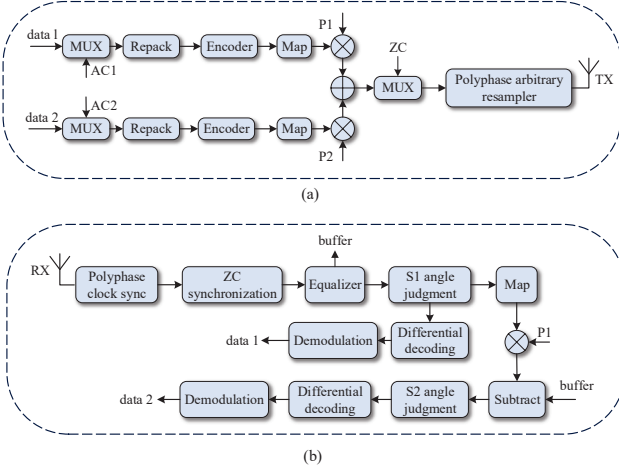 P1
data 1
MUX
Repack
Encoder
Map
AC1
ZC
TX
AC2
MUX
Polyphase arbitrary
resampler
data 2
MUX
Repack
Encoder
Map
P2
(a)
buffer
RX
Polyphase
clock sync
ZC
synchronization
Equalizer
S1 angle
judgment
Map
data 1
Demodulation
Differential
decoding
P1
data 2
Demodulation
Differential
decoding
S2 angle
judgment
Subtract
buffer
(b)